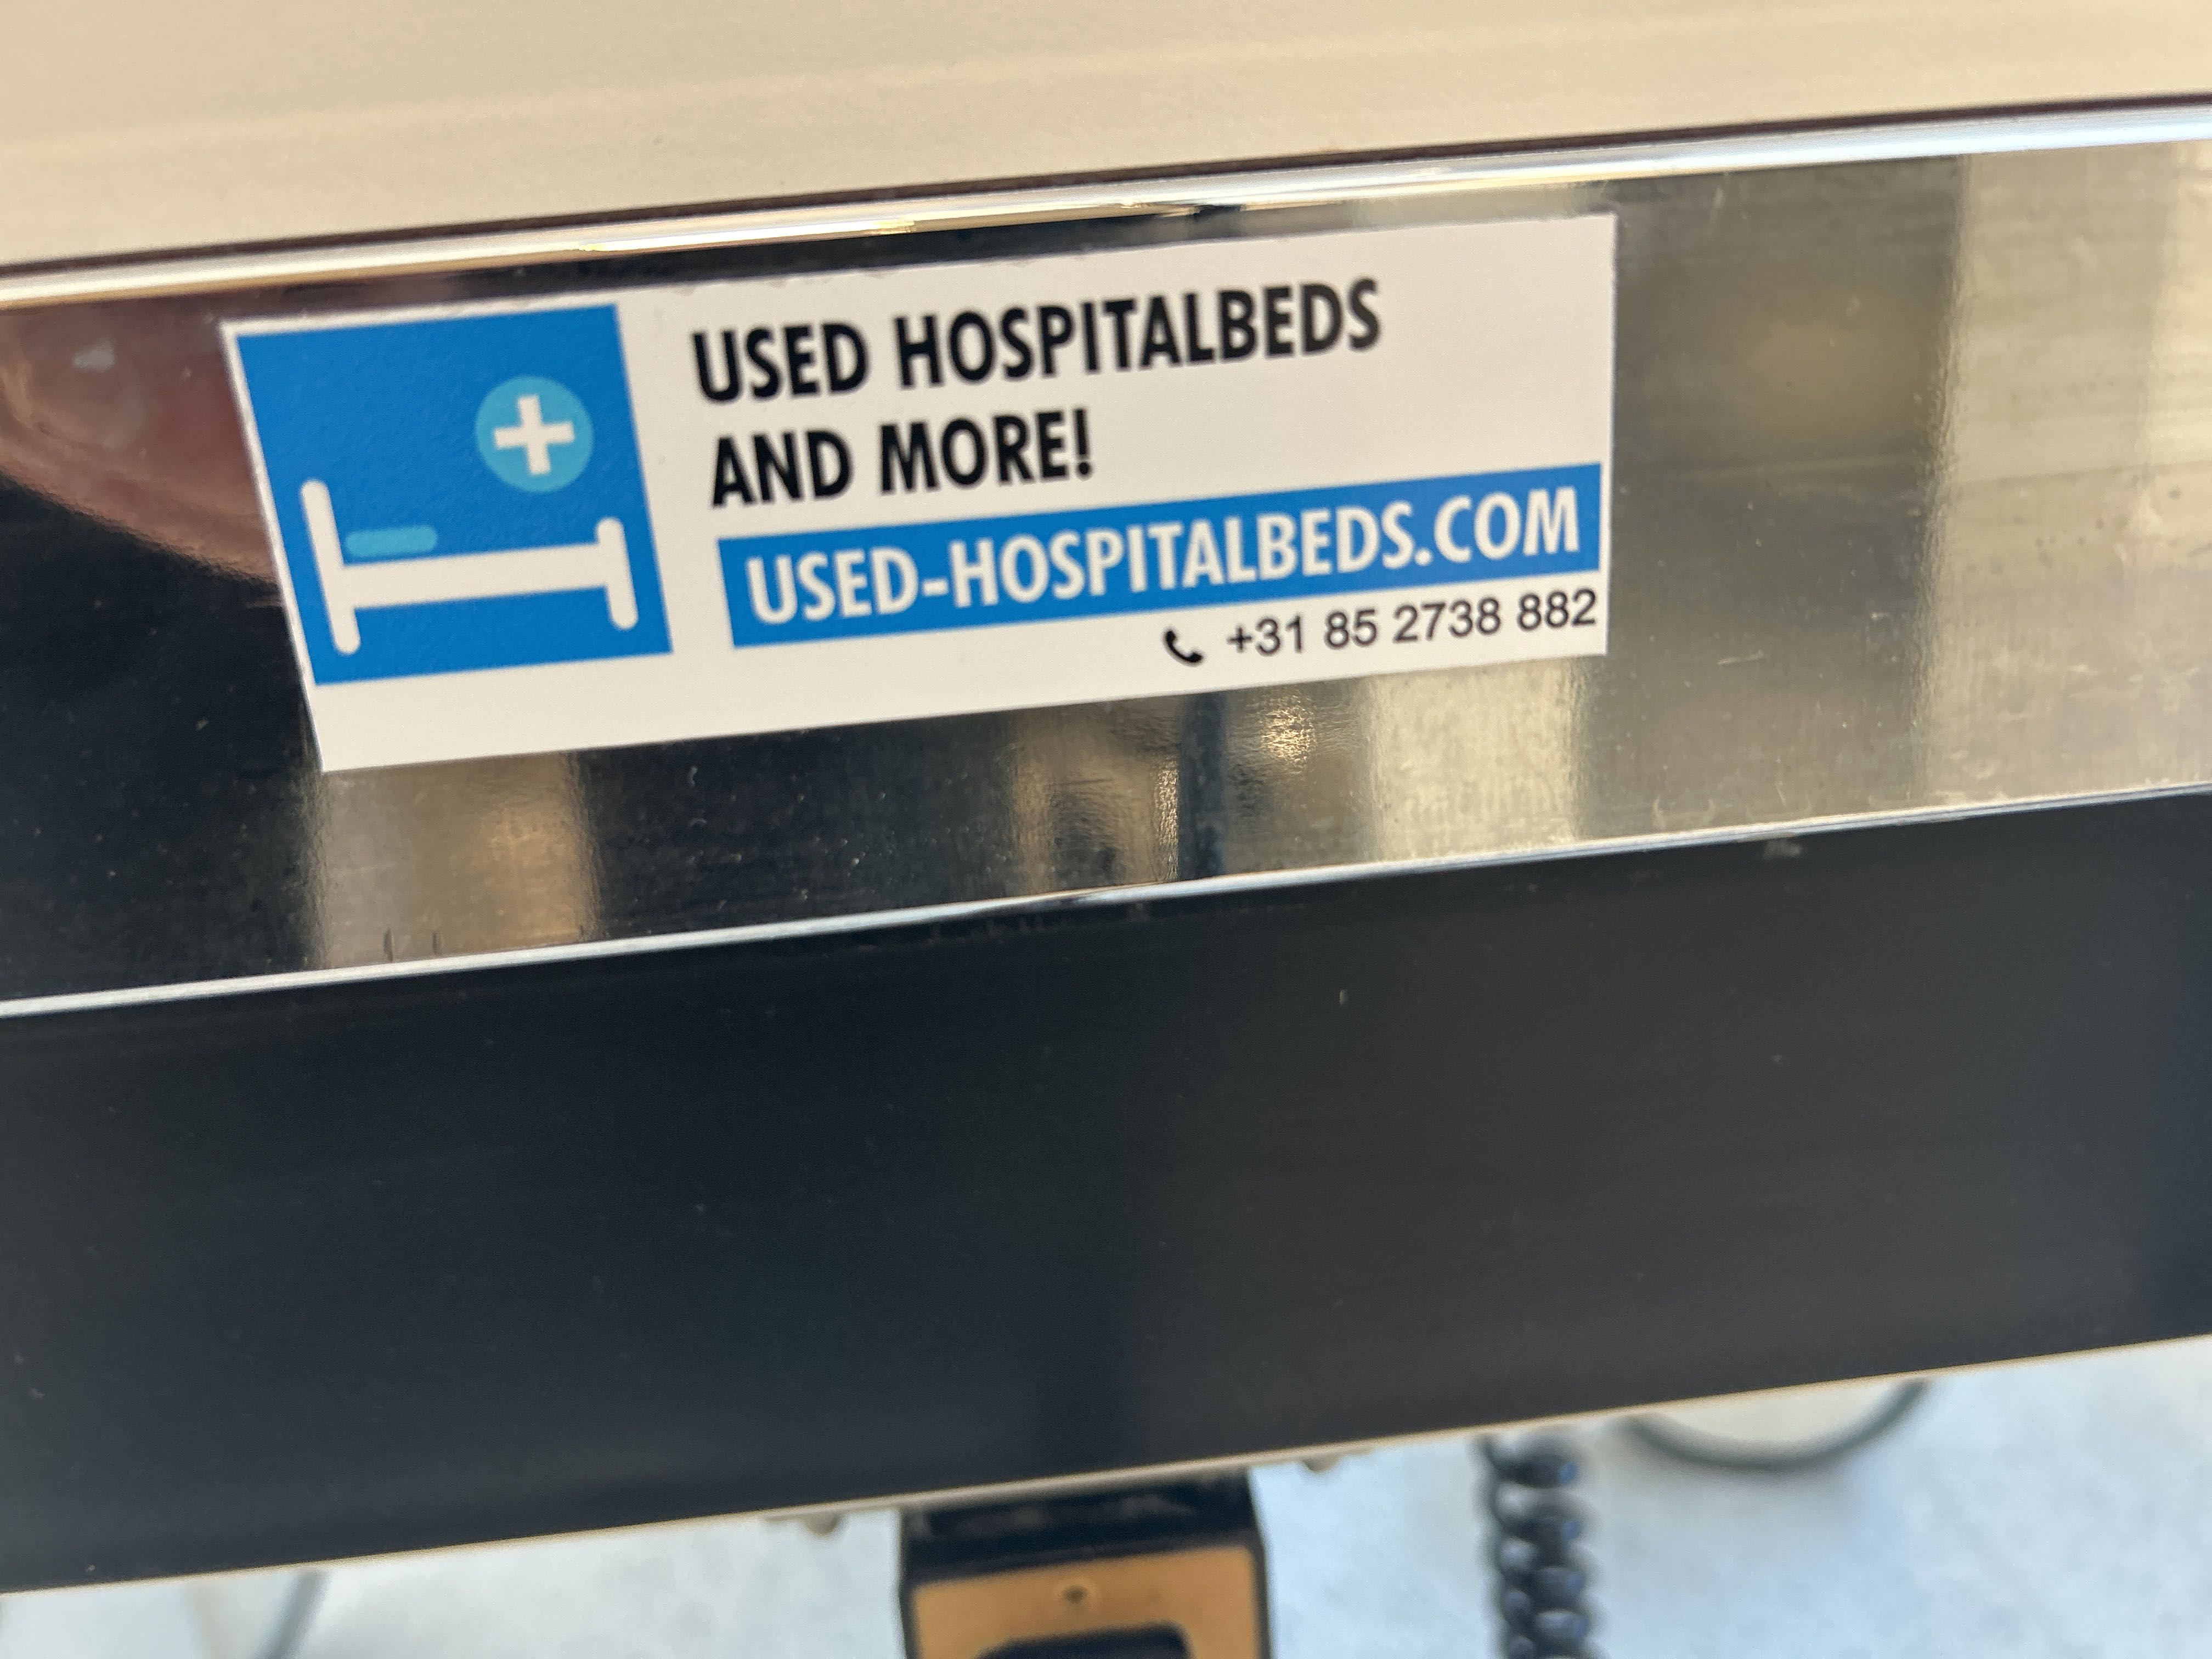 USED HOSPITALBEDS
AND MORE!
USED-HOSPITALBEDS.COM
+31 85 2738 882